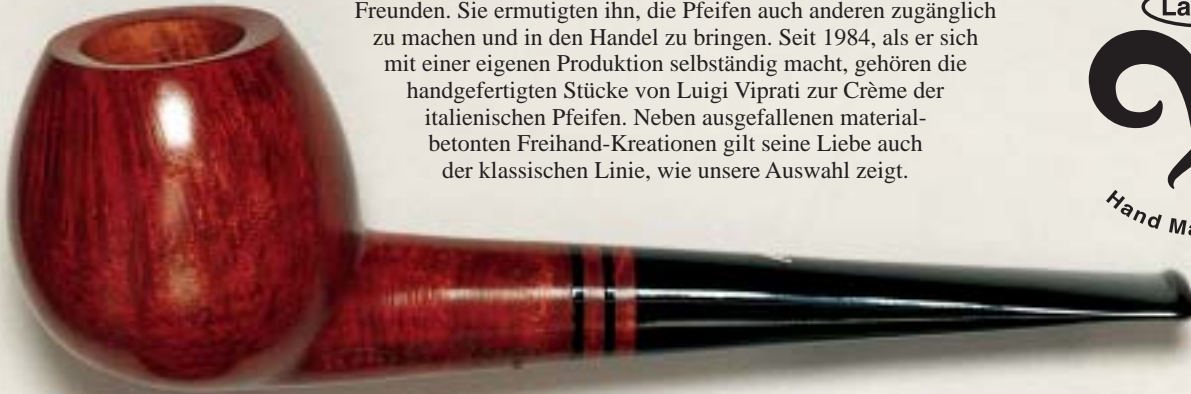 Freunden. Sie ermutigten ihn, die Pfeifen auch anderen zugänglich
zu machen und in den Handel zu bringen. Seit 1984, als er sich
mit einer eigenen Produktion selbständig macht, gehören die
handgefertigten Stücke von Luigi Viprati zur Crème der
italienischen Pfeifen. Neben ausgefallenen material-
betonten Freihand-Kreationen gilt seine Liebe auch
der klassischen Linie, wie unsere Auswahl zeigt.
La
Hand Ma